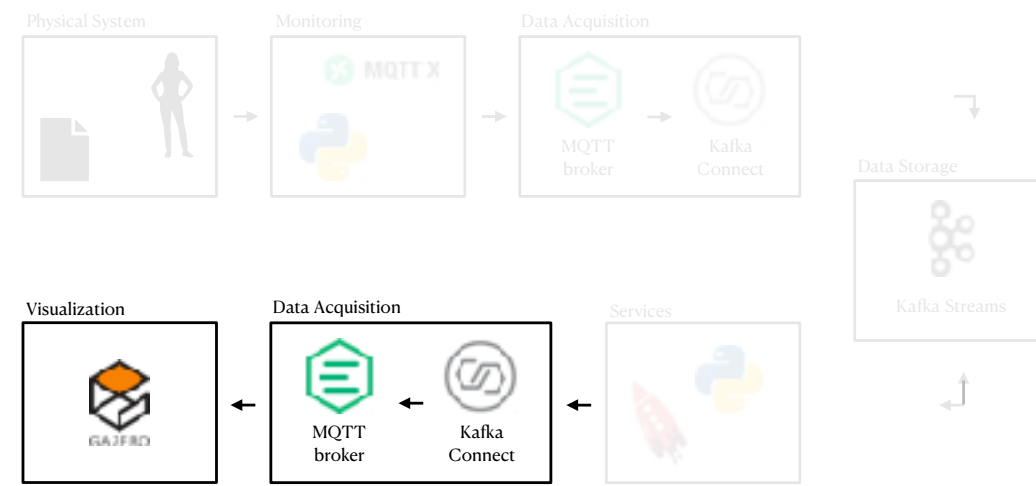 Physical System
Monitoring
Data Acquisition
MQTT X
MQTT
broker
Kafka
Connect
Data Storage
Kafka Streams
Visualization
Data Acquisition
Services
GAZEBO
MQTT
broker
Kafka
Connect